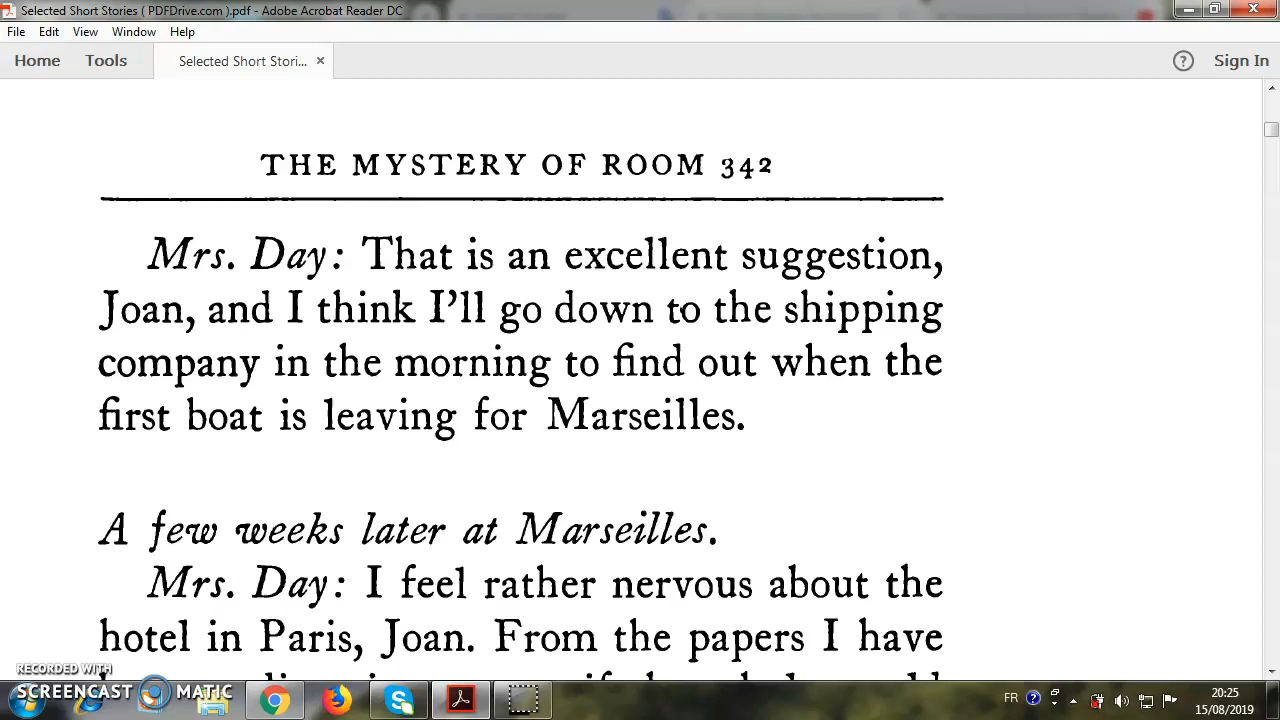 Selected Short Stories ( PDFDrive.com ).pdf - Adobe Acrobat Reader DC
File Edit View Window Help
Home Tools Selected Short Stori... × ? Sign In
THE MYSTERY OF ROOM 342
Mrs. Day: That is an excellent suggestion,
Joan, and I think I'll go down to the shipping
company in the morning to find out when the
first boat is leaving for Marseilles.
A few weeks later at Marseilles.
Mrs. Day: I feel rather nervous about the
hotel in Paris, Joan. From the papers I have
RECORDED WITH
SCREENCAST MATIC
FR 20:25
15/08/2019